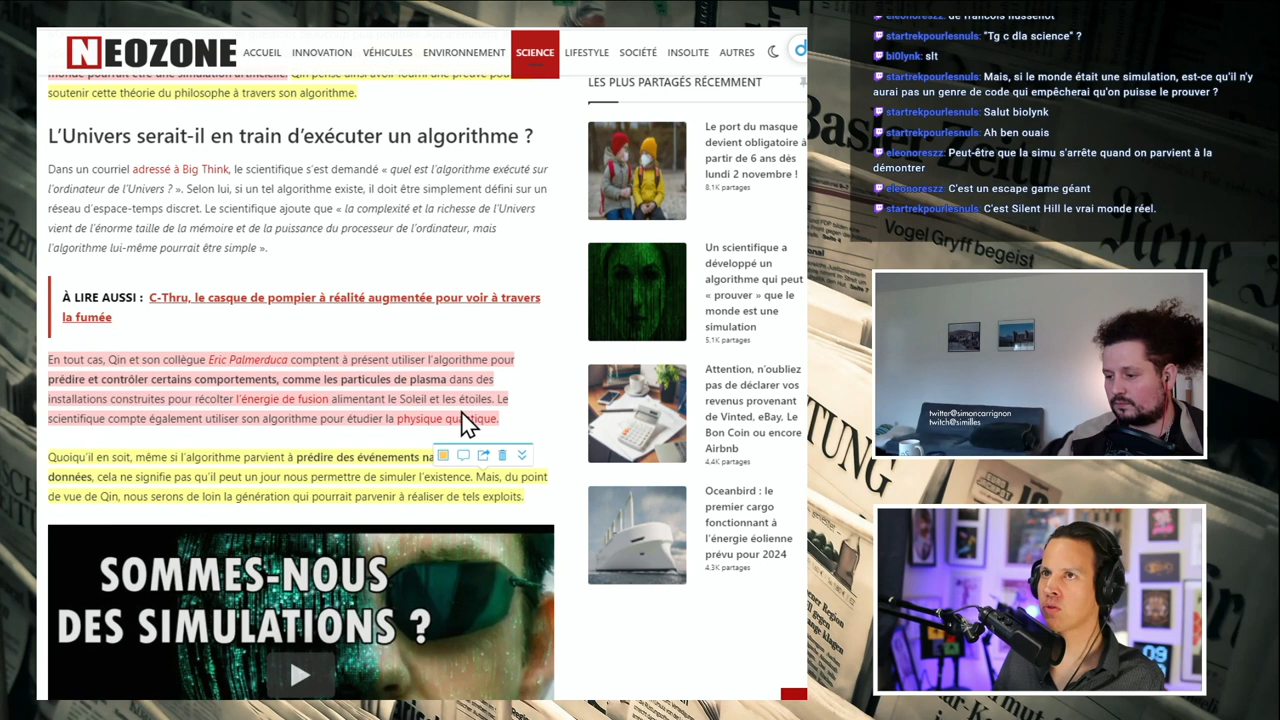 NEOZONE
ACCUEIL INNOVATION VÉHICULES ENVIRONNEMENT SCIENCE LIFESTYLE SOCIÉTÉ INSOLITE AUTRES
soutenir cette théorie du philosophe à travers son algorithme.
L'Univers serait-il en train d'exécuter un algorithme ?
Dans un courriel adressé à Big Think, le scientifique s'est demandé « quel est l'algorithme exécuté sur
l'ordinateur de l'Univers ? ». Selon lui, si un tel algorithme existe, il doit être simplement défini sur un
réseau d'espace-temps discret. Le scientifique ajoute que « la complexité et la richesse de l'Univers
vient de l'énorme taille de la mémoire et de la puissance du processeur de l'ordinateur, mais
l'algorithme lui-même pourrait être simple ».
À LIRE AUSSI : C-Thru, le casque de pompier à réalité augmentée pour voir à travers
la fumée
En tout cas, Qin et son collègue Eric Palmerduca comptent à présent utiliser l'algorithme pour
prédire et contrôler certains comportements, comme les particules de plasma dans des
installations construites pour récolter l'énergie de fusion alimentant le Soleil et les étoiles. Le
scientifique compte également utiliser son algorithme pour étudier la physique quantique.
Quoiqu'il en soit, même si l'algorithme parvient à prédire des événements
données, cela ne signifie pas qu'il peut un jour nous permettre de simuler l'existence. Mais, du point
de vue de Qin, nous serons de loin la génération qui pourrait parvenir à réaliser de tels exploits.
SOMMES-NOUS
DES SIMULATIONS ?
LES PLUS PARTAGÉS RÉCEMMENT
Le port du masque
devient obligatoire à
partir de 6 ans dès
lundi 2 novembre !
8,1K partages
Un scientifique a
développé un
algorithme qui peut
« prouver » que le
monde est une
simulation
5,1K partages
Attention, n'oubliez
pas de déclarer vos
revenus provenant
de Vinted, eBay, Le
Bon Coin ou encore
Airbnb
4,4K partages
Oceanbird : le
premier cargo
fonctionnant à
l'énergie éolienne
prévu pour 2024
4,3K partages
startrekpourlesnuls: "Tg c dla science" ?
bi0lynk: slt
startrekpourlesnuls: Mais, si le monde était une simulation, est-ce qu'il n'y
aurai pas un genre de code qui empêcherai qu'on puisse le prouver ?
startrekpourlesnuls: Salut biolynk
startrekpourlesnuls: Ah ben ouais
eleonoreszz: Peut-être que la simu s'arrête quand on parvient à la
démontrer
eleonoreszz: C'est un escape game géant
startrekpourlesnuls: C'est Silent Hill le vrai monde réel.
Vogel Gryff begeist
twitter@simoncarrignon
twitch@similles
09